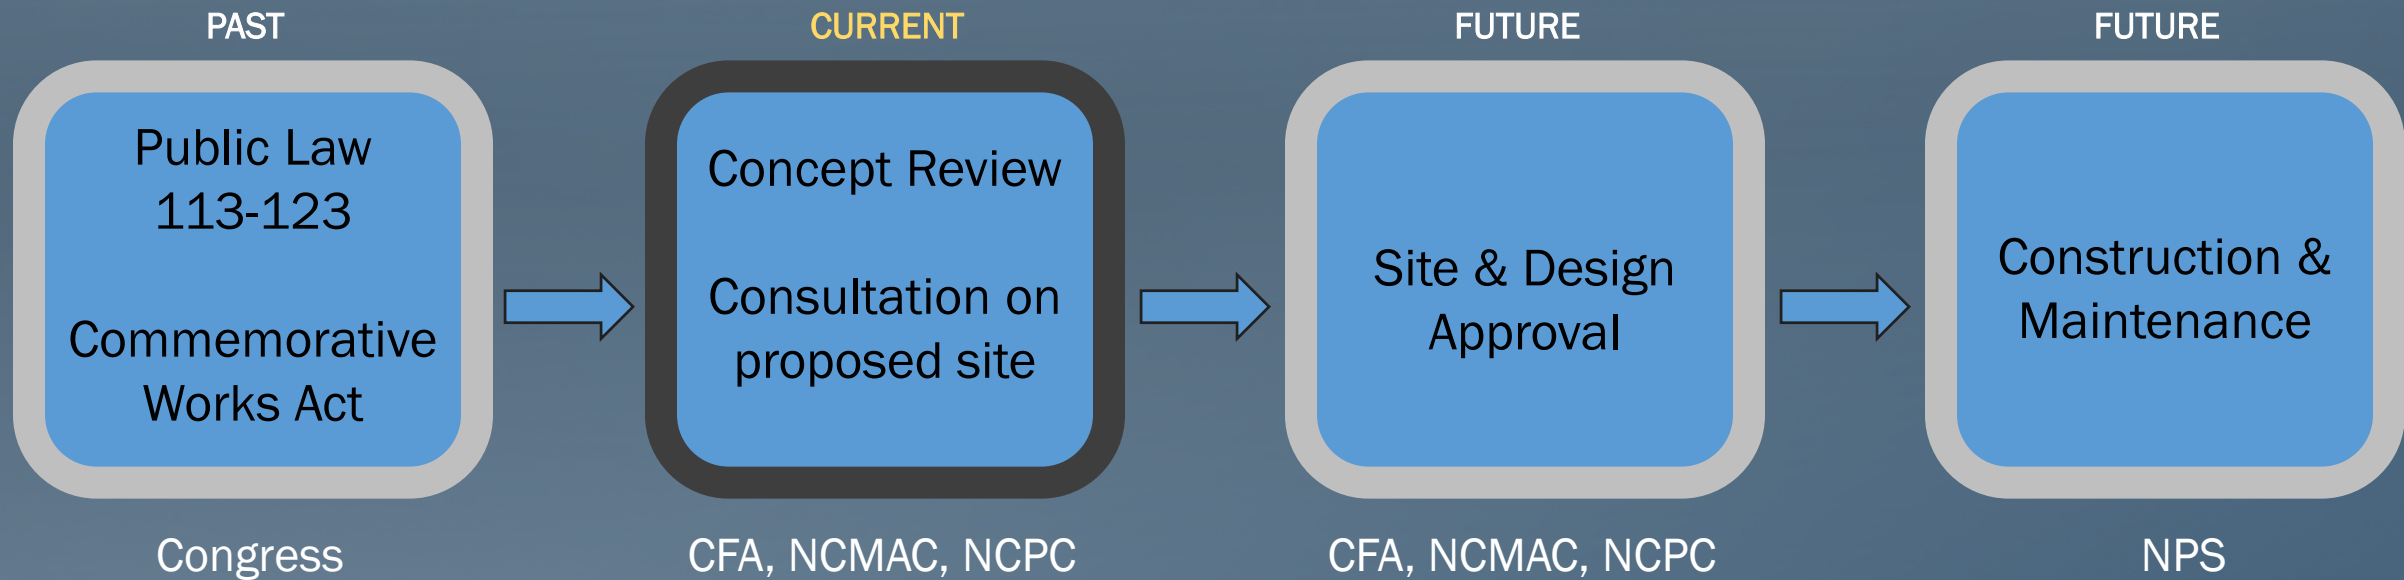 PAST
CURRENT
FUTURE
FUTURE
Public Law
113-123
Commemorative
Works Act
Concept Review
Consultation on
proposed site
Site & Design
Approval
Construction &
Maintenance
Congress
CFA, NCMAC, NCPC
CFA, NCMAC, NCPC
NPS